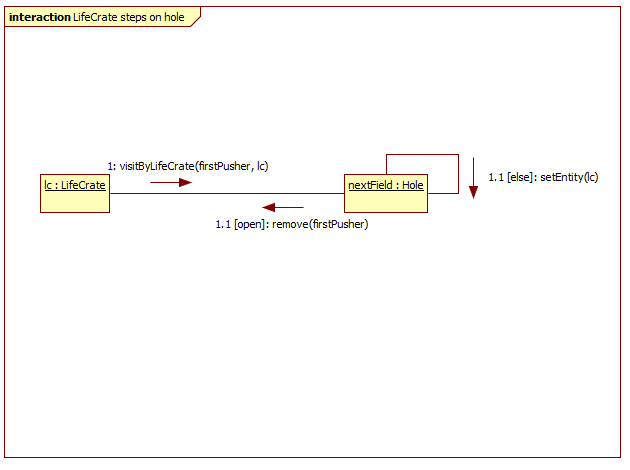 interaction LifeCrate steps on hole
1: visitByLifeCrate(firstPusher, lc)
lc : LifeCrate
nextField : Hole
1.1 [else]: setEntity(lc)
1.1 [open]: remove(firstPusher)